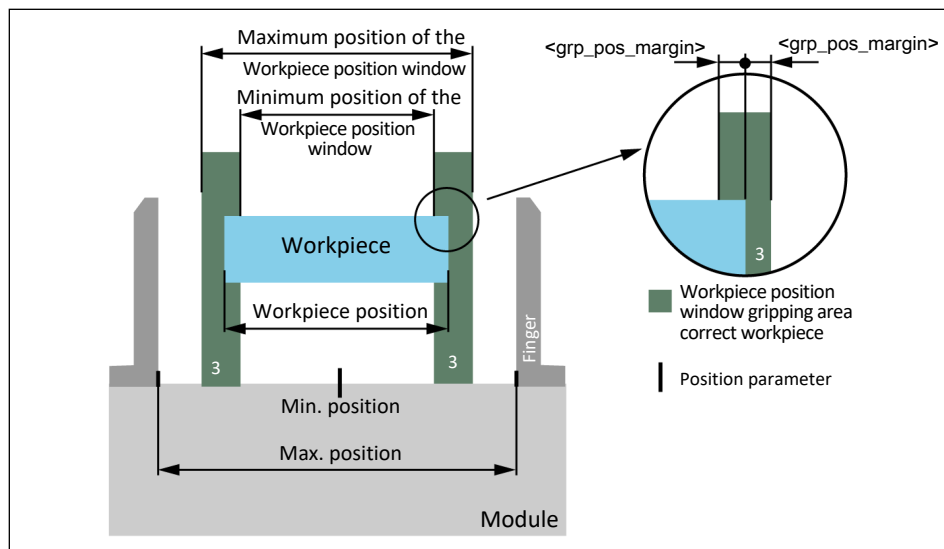 Maximum position of the
Workpiece position window
Minimum position of the
Workpiece position
window
<grp_pos_margin>
<grp_pos_margin>
Workpiece
Workpiece position
3
3
3
Finger
Workpiece position
window gripping area
correct workpiece
Position parameter
Min. position
Max. position
Module